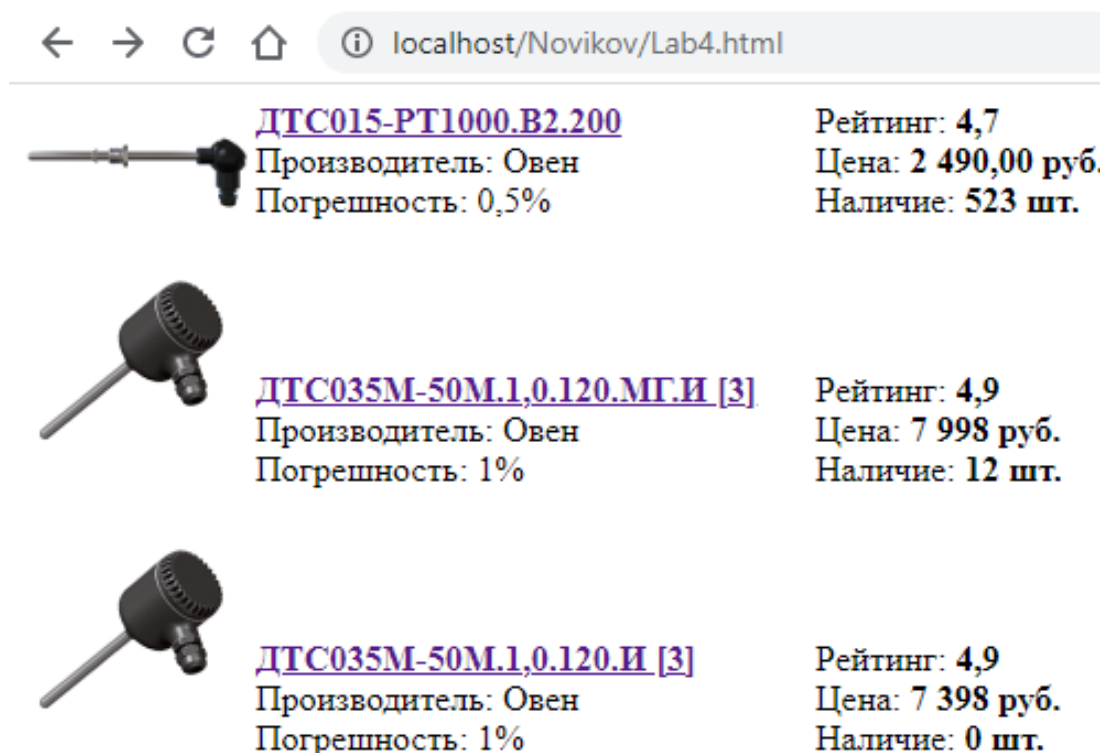 localhost/Novikov/Lab4.html
ДТС015-РТ1000.В2.200
Производитель: Овен
Погрешность: 0,5%
Рейтинг: 4,7
Цена: 2 490,00 руб.
Наличие: 523 шт.
ДТС035М-50М.1,0.120.МГ.И [3]
Производитель: Овен
Погрешность: 1%
Рейтинг: 4,9
Цена: 7 998 руб.
Наличие: 12 шт.
ДТС035М-50М.1,0.120.И [3]
Производитель: Овен
Погрешность: 1%
Рейтинг: 4,9
Цена: 7 398 руб.
Наличие: 0 шт.